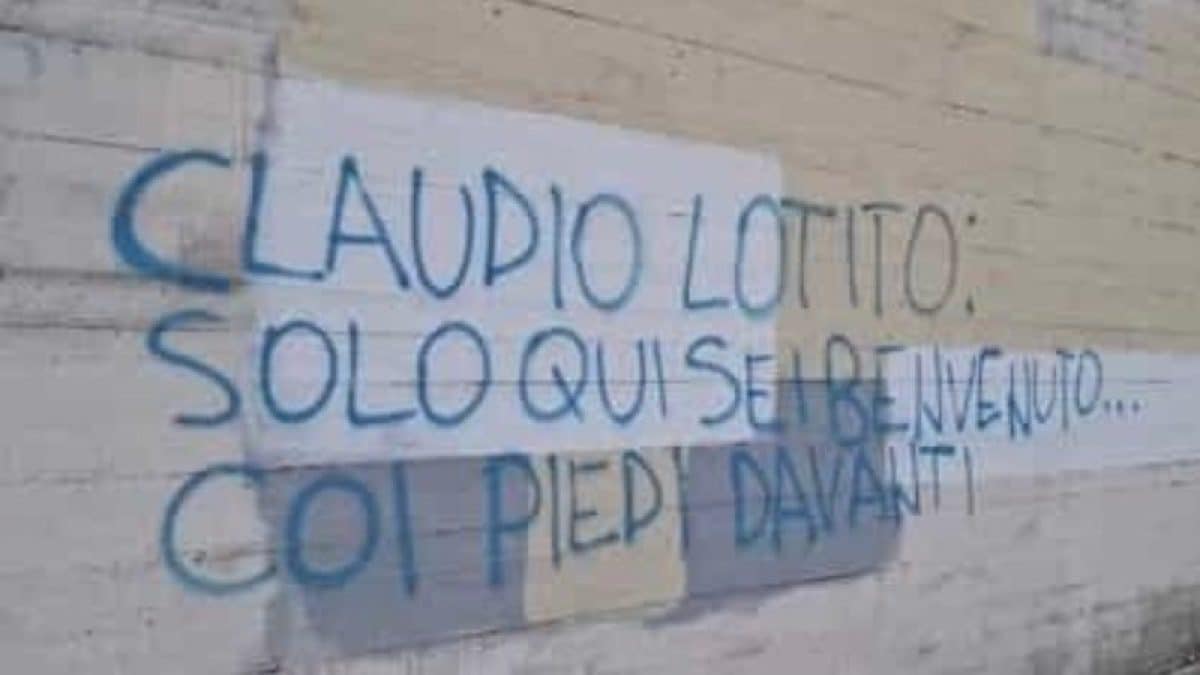 CLAUDIO LOTITO:
SOLO QUI SEI BENVENUTO...
COI PIEDI DAVANTI